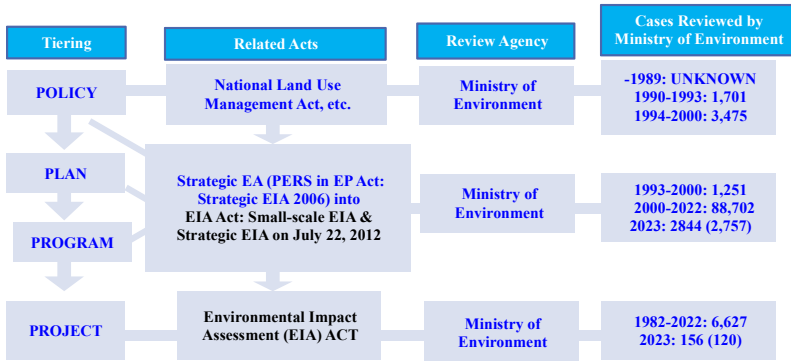 Tiering
Related Acts
Review Agency
Cases Reviewed by
Ministry of Environment
POLICY
National Land Use
Management Act, etc.
Ministry of
Environment
-1989: UNKNOWN
1990-1993: 1,701
1994-2000: 3,475
PLAN
PROGRAM
Strategic EA (PERS in EP Act:
Strategic EIA 2006) into
EIA Act: Small-scale EIA &
Strategic EIA on July 22, 2012
Ministry of
Environment
1993-2000: 1,251
2000-2022: 88,702
2023: 2844 (2,757)
PROJECT
Environmental Impact
Assessment (EIA) ACT
Ministry of
Environment
1982-2022: 6,627
2023: 156 (120)